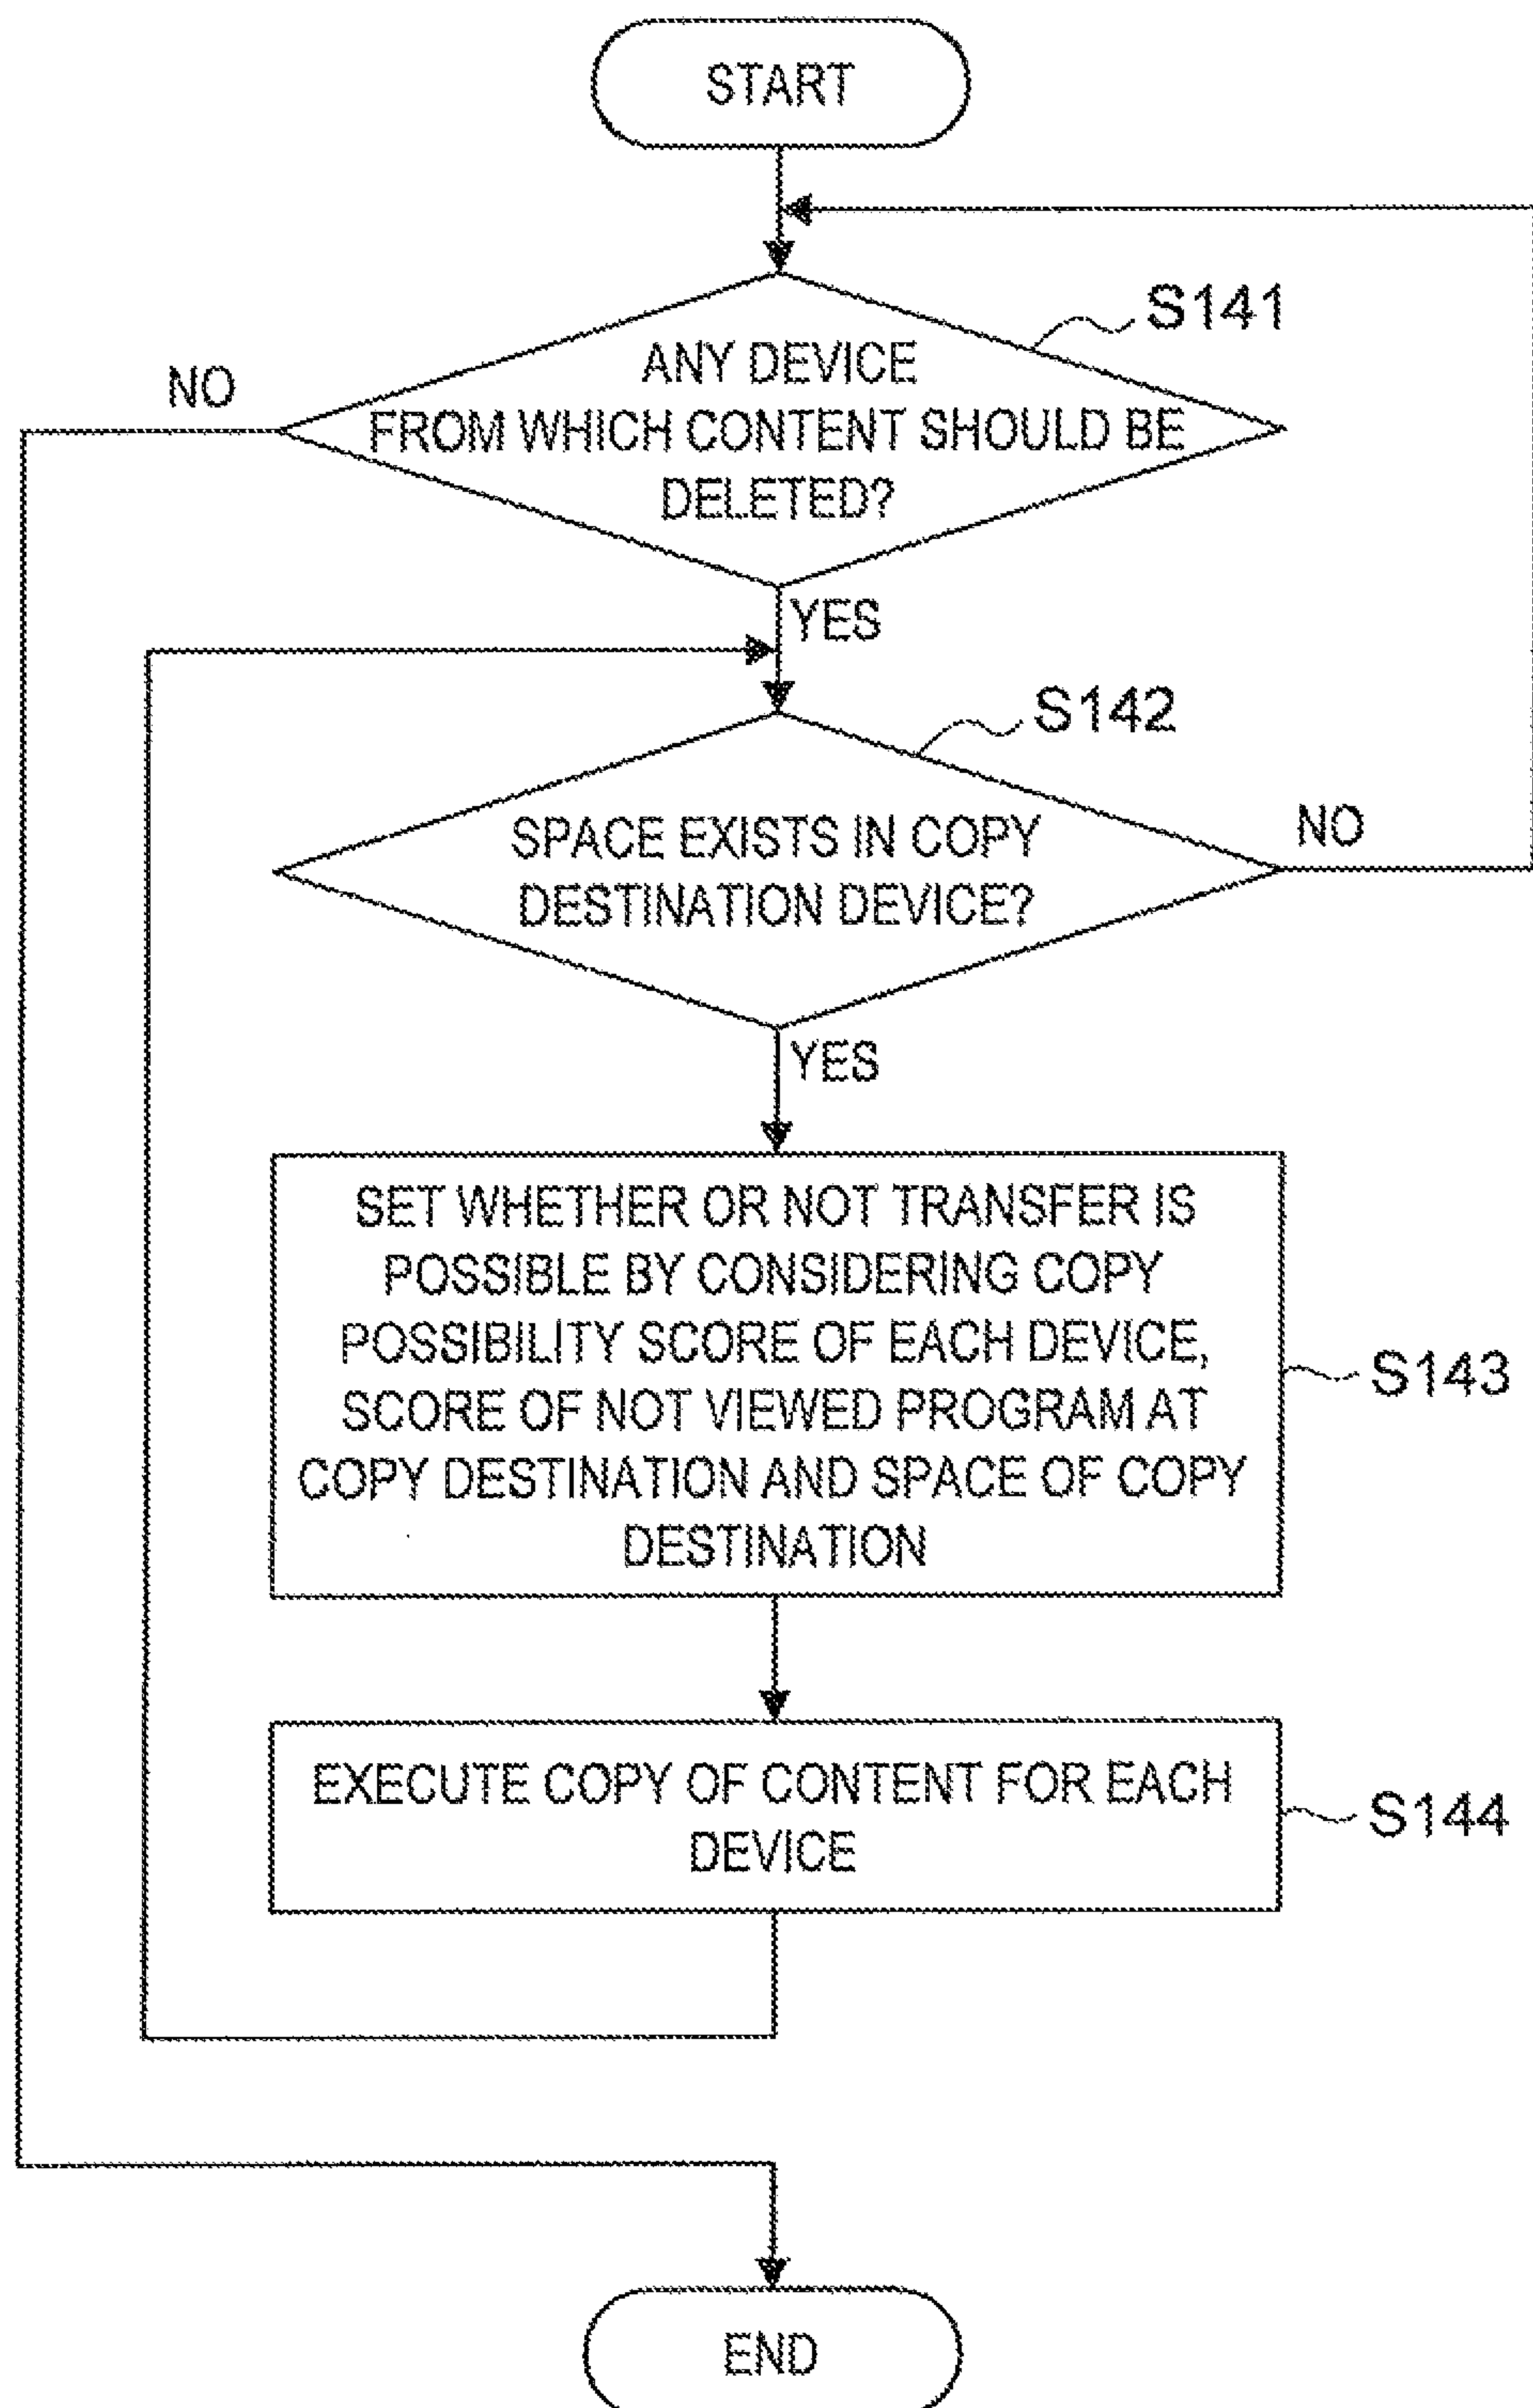 START
S141
NO
ANY DEVICE
FROM WHICH CONTENT SHOULD BE
DELETED?
YES
S142
NO
SPACE EXISTS IN COPY
DESTINATION DEVICE?
YES
SET WHETHER OR NOT TRANSFER IS
POSSIBLE BY CONSIDERING COPY
POSSIBILITY SCORE OF EACH DEVICE,
SCORE OF NOT VIEWED PROGRAM AT
COPY DESTINATION AND SPACE OF COPY
DESTINATION
S143
EXECUTE COPY OF CONTENT FOR EACH
DEVICE
S144
END